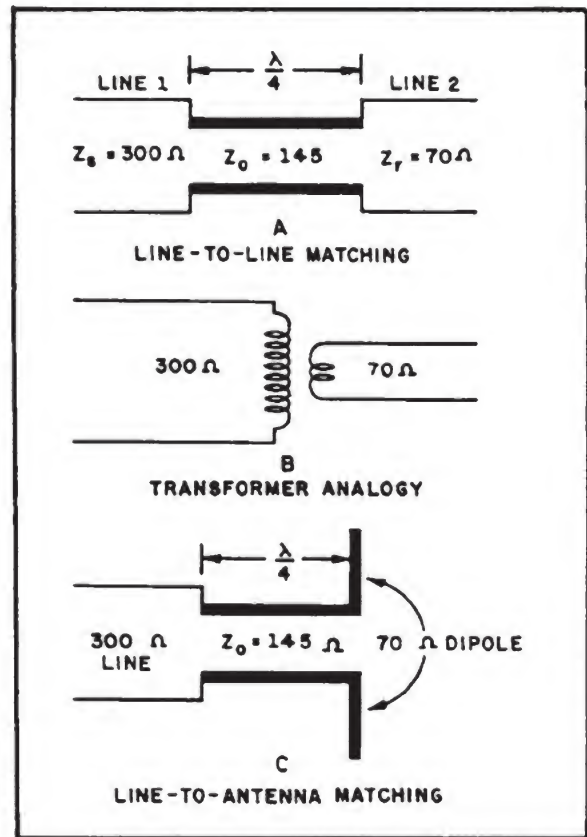 λ/4
LINE 1 LINE 2
Zs = 300 Ω Zo = 145 Zr = 70 Ω
A
LINE-TO-LINE MATCHING
300 Ω 70 Ω
B
TRANSFORMER ANALOGY
λ/4
300 Ω
LINE
Zo = 145 Ω 70 Ω DIPOLE
C
LINE-TO-ANTENNA MATCHING